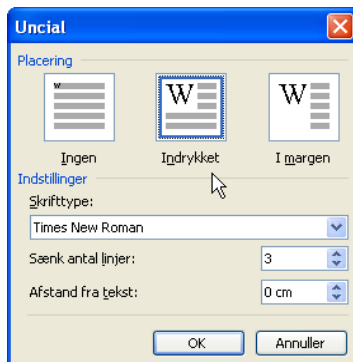 Uncial
Placering
W
W
W
Ingen Indrykket I margen
Indstillinger
Skrifttype:
Times New Roman
Sænk antal linjer: 3
Afstand fra tekst: 0 cm
OK Annuller